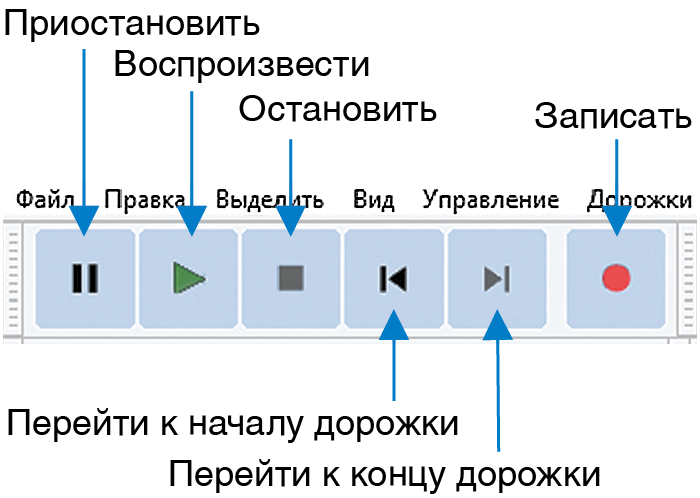 Приостановить
Воспроизвести
Остановить
Записать
Файл Правка Выделить Вид Управление Дорожки
Перейти к началу дорожки
Перейти к концу дорожки